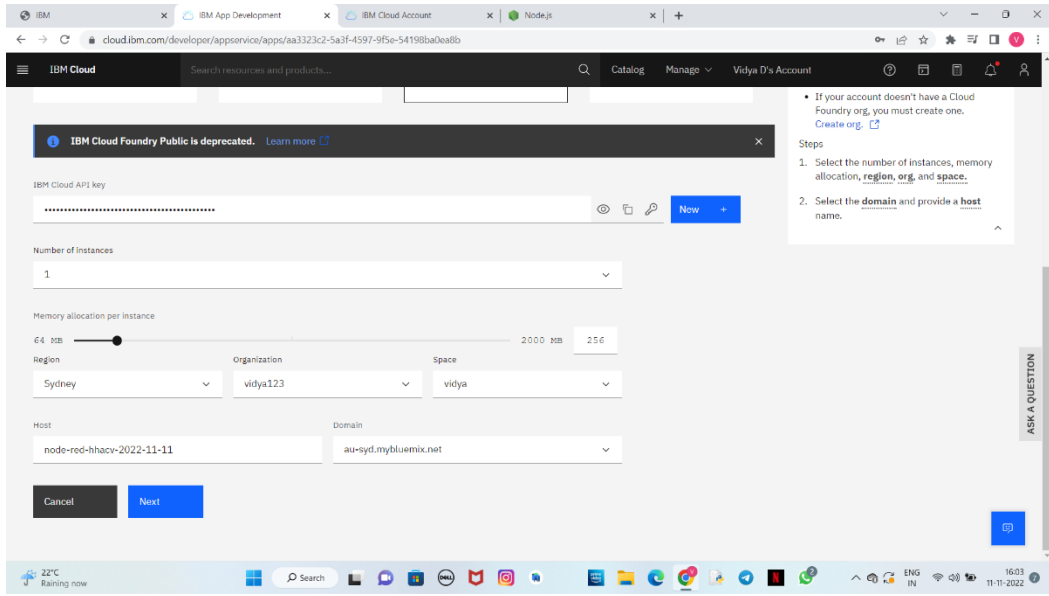 IBM
IBM App Development
IBM Cloud Account
Node.js
cloud.ibm.com/developer/appservice/apps/aa3323c2-5a3f-4597-9f5e-54198ba0ea8b
V
IBM Cloud
Search resources and products...
Catalog
Manage
Vidya D's Account
• If your account doesn't have a Cloud
Foundry org, you must create one.
Create org.
Steps
1. Select the number of instances, memory
allocation, region, org, and space.
2. Select the domain and provide a host
name.
IBM Cloud Foundry Public is deprecated. Learn more
IBM Cloud API key
New +
Number of instances
1
Memory allocation per instance
64 MB
2000 MB
256
Region
Organization
Space
Sydney
vidya123
vidya
Host
Domain
node-red-hhacv-2022-11-11
au-syd.mybluemix.net
Cancel
Next
ASK A QUESTION
22°C
Raining now
Search
DELL
N
2
ENG
IN
16:03
11-11-2022